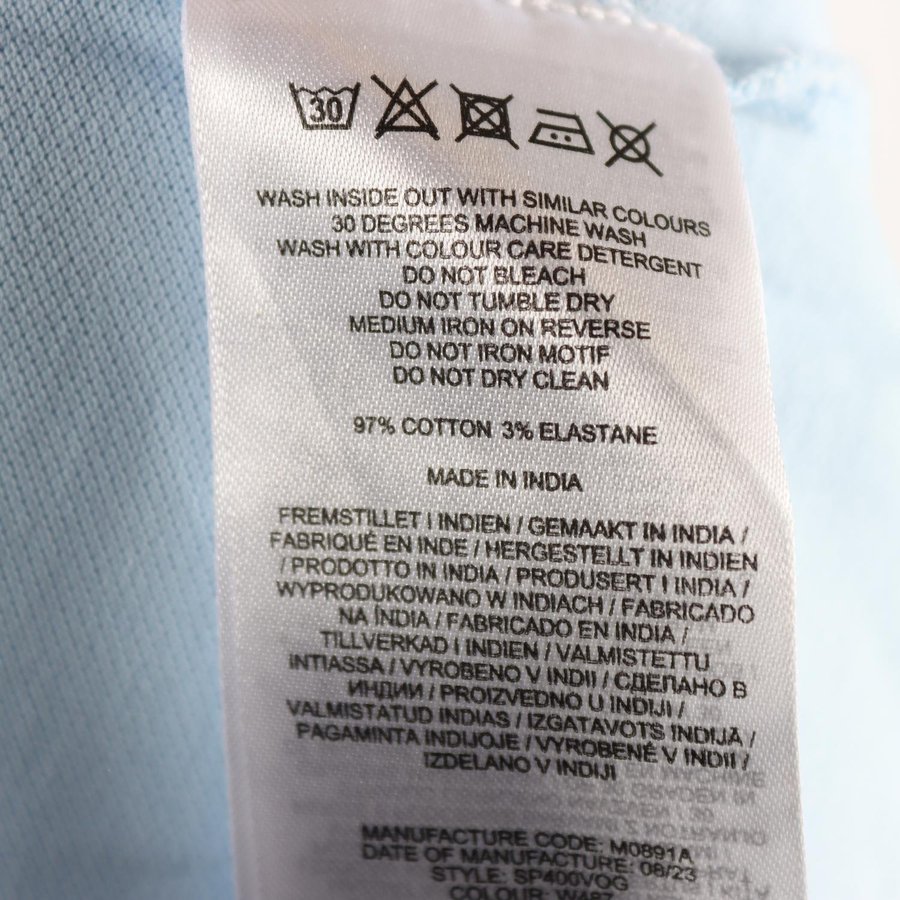 30
WASH INSIDE OUT WITH SIMILAR COLOURS
30 DEGREES MACHINE WASH
WASH WITH COLOUR CARE DETERGENT
DO NOT BLEACH
DO NOT TUMBLE DRY
MEDIUM IRON ON REVERSE
DO NOT IRON MOTIF
DO NOT DRY CLEAN
97% COTTON 3% ELASTANE
MADE IN INDIA
FREMSTILLET I INDIEN / GEMAAKT IN INDIA /
FABRIQUÉ EN INDE / HERGESTELLT IN INDIEN
/ PRODOTTO IN INDIA / PRODUSERT I INDIA /
WYPRODUKOWANO W INDIACH / FABRICADO
NA ÍNDIA / FABRICADO EN INDIA /
TILLVERKAD I INDIEN / VALMISTETTU
INTIASSA / VYROBENO V INDII / СДЕЛАНО В
ИНДИИ / PROIZVEDNO U INDIJI /
VALMISTATUD INDIAS / IZGATAVOTS INDIJĀ /
PAGAMINTA INDIJOJE / VYROBENÉ V INDII /
IZDELANO V INDIJI
MANUFACTURE CODE: M0891A
DATE OF MANUFACTURE: 08/23
STYLE: SP400VOG
COLOUR: